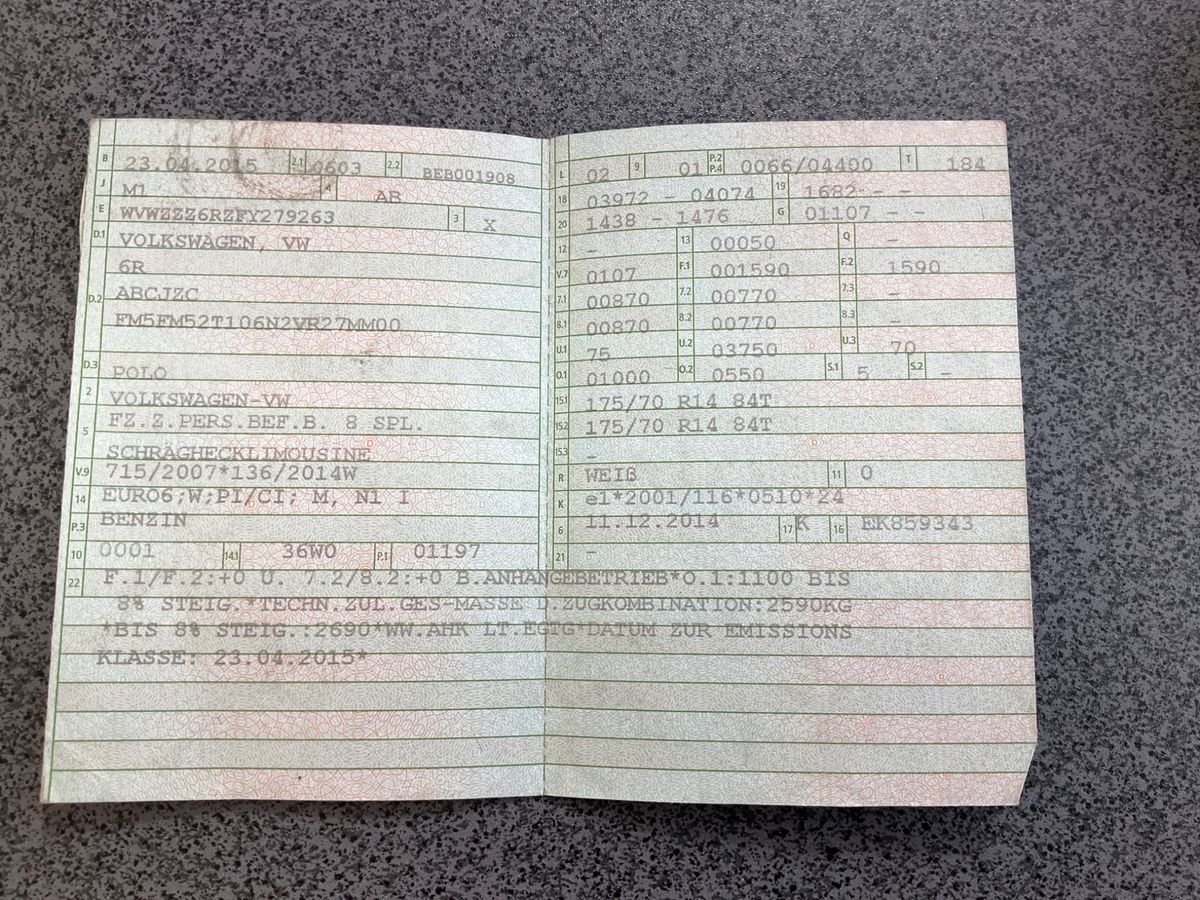 B 23.04.2015 2.1 0603 2.2 BEB001908
J M1 4 AB
E WVWZZZ6RZFY279263 3 X
D.1 VOLKSWAGEN, VW
6R
D.2 ABCJZC
FM5FM52T106N2VR27MM00
D.3 POLO
2 VOLKSWAGEN-VW
5 FZ.Z.PERS.BEF.B. 8 SPL.
SCHRÄGHECKLIMOUSINE
V.9 715/2007*136/2014W
14 EURO6;W;PI/CI; M, N1 I
P.3 BENZIN
10 0001 14.1 36W0 P.1 01197
L 02 9 01 P.2 P.4 0066/04400 T 184
18 03972 - 04074 19 1682- - -
20 1438 - 1476 G 01107 - -
12 - 13 00050 Q -
V.7 0107 F.1 001590 F.2 1590
7.1 00870 7.2 00770 7.3 -
8.1 00870 8.2 00770 8.3 -
U.1 75 U.2 03750 U.3 70
O.1 01000 O.2 0550 S.1 5 S.2 -
15.1 175/70 R14 84T
15.2 175/70 R14 84T
15.3 -
R WEIß 11 0
K e1*2001/116*0510*24
6 11.12.2014 17 K 16 EK859343
21 -
22 F.1/F.2:+0 U. 7.2/8.2:+0 B.ANHÄNGEBETRIEB*O.1:1100 BIS
8% STEIG.*TECHN.ZUL.GES-MASSE D.ZUGKOMBINATION:2590KG
*BIS 8% STEIG.:2690*WW.AHK LT.EGTG*DATUM ZUR EMISSIONS
KLASSE: 23.04.2015*